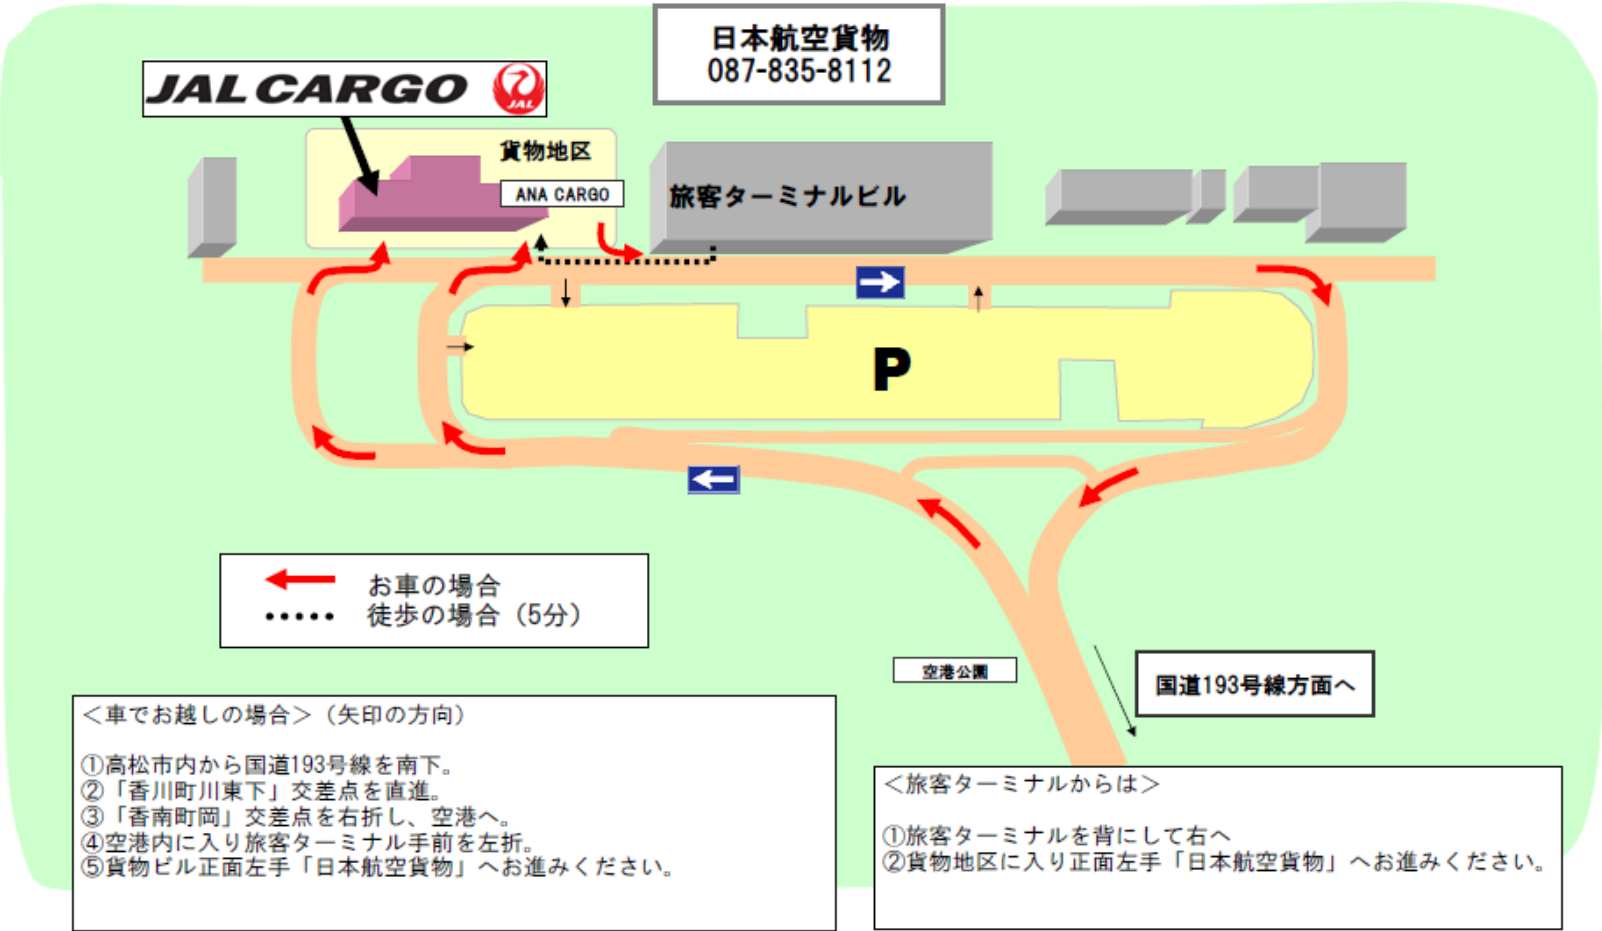 日本航空貨物
087-835-8112
JAL CARGO
JAL
貨物地区
ANA CARGO
旅客ターミナルビル
P
お車の場合
徒歩の場合（5分）
空港公園
国道193号線方面へ
＜車でお越しの場合＞（矢印の方向）
①高松市内から国道193号線を南下。
②「香川町川東下」交差点を直進。
③「香南町岡」交差点を右折し、空港へ。
④空港内に入り旅客ターミナル手前を左折。
⑤貨物ビル正面左手「日本航空貨物」へお進みください。
＜旅客ターミナルからは＞
①旅客ターミナルを背にして右へ
②貨物地区に入り正面左手「日本航空貨物」へお進みください。